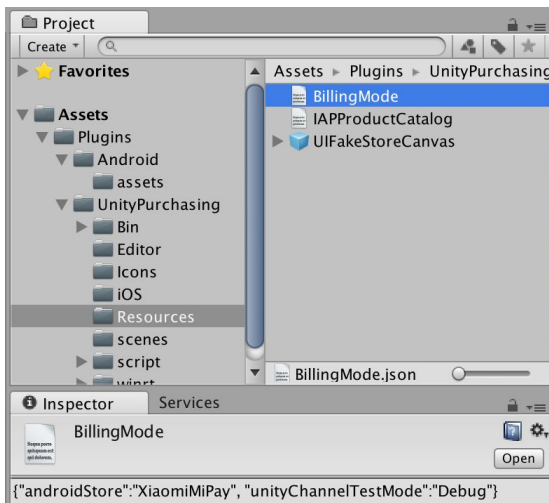 Project
Create
Favorites
Assets ▸ Plugins ▸ UnityPurchasing
Assets
Plugins
Android
assets
UnityPurchasing
Bin
Editor
Icons
iOS
Resources
scenes
script
winrt
BillingMode
IAPProductCatalog
UIFakeStoreCanvas
BillingMode.json
Inspector
Services
BillingMode
Open
{"androidStore":"XiaomiMiPay", "unityChannelTestMode":"Debug"}